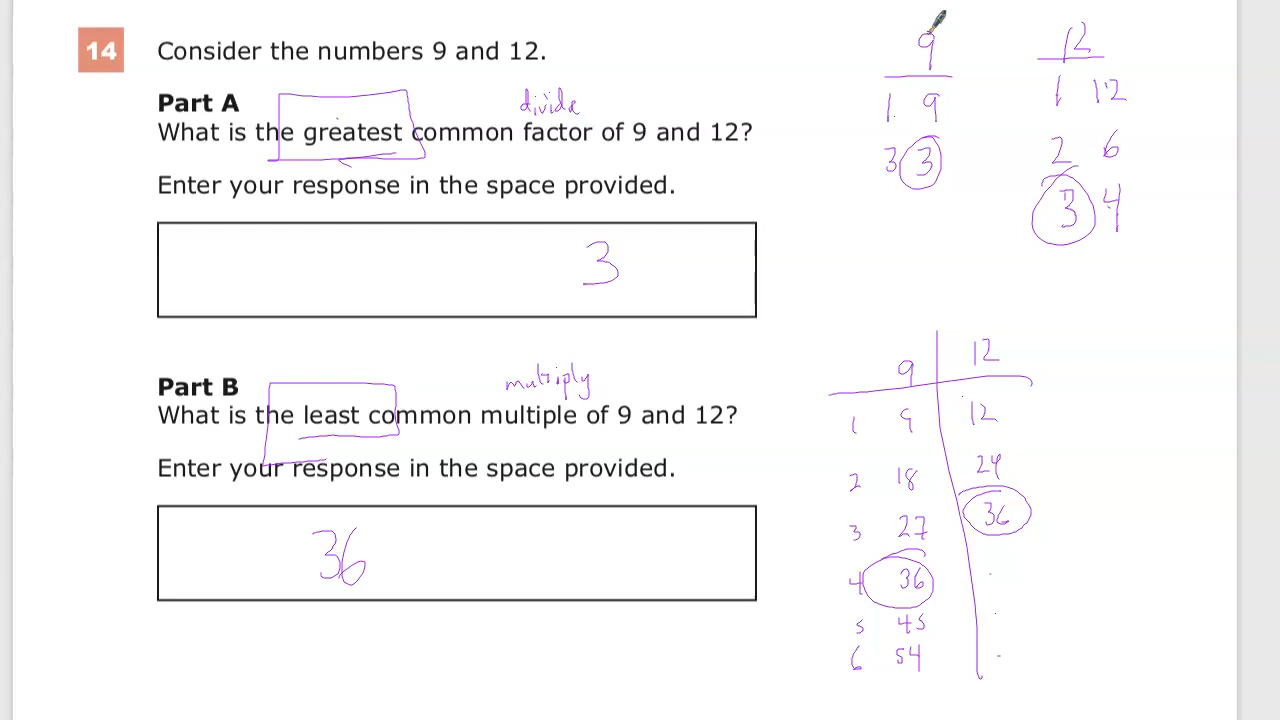 14 Consider the numbers 9 and 12.
Part A
divide
What is the greatest common factor of 9 and 12?
Enter your response in the space provided.
3
9
1 9
3 3
12
1 12
2 6
3 4
Part B
multiply
What is the least common multiple of 9 and 12?
Enter your response in the space provided.
36
9 12
1 9 12
2 18 24
3 27 36
4 36
5 45
6 54